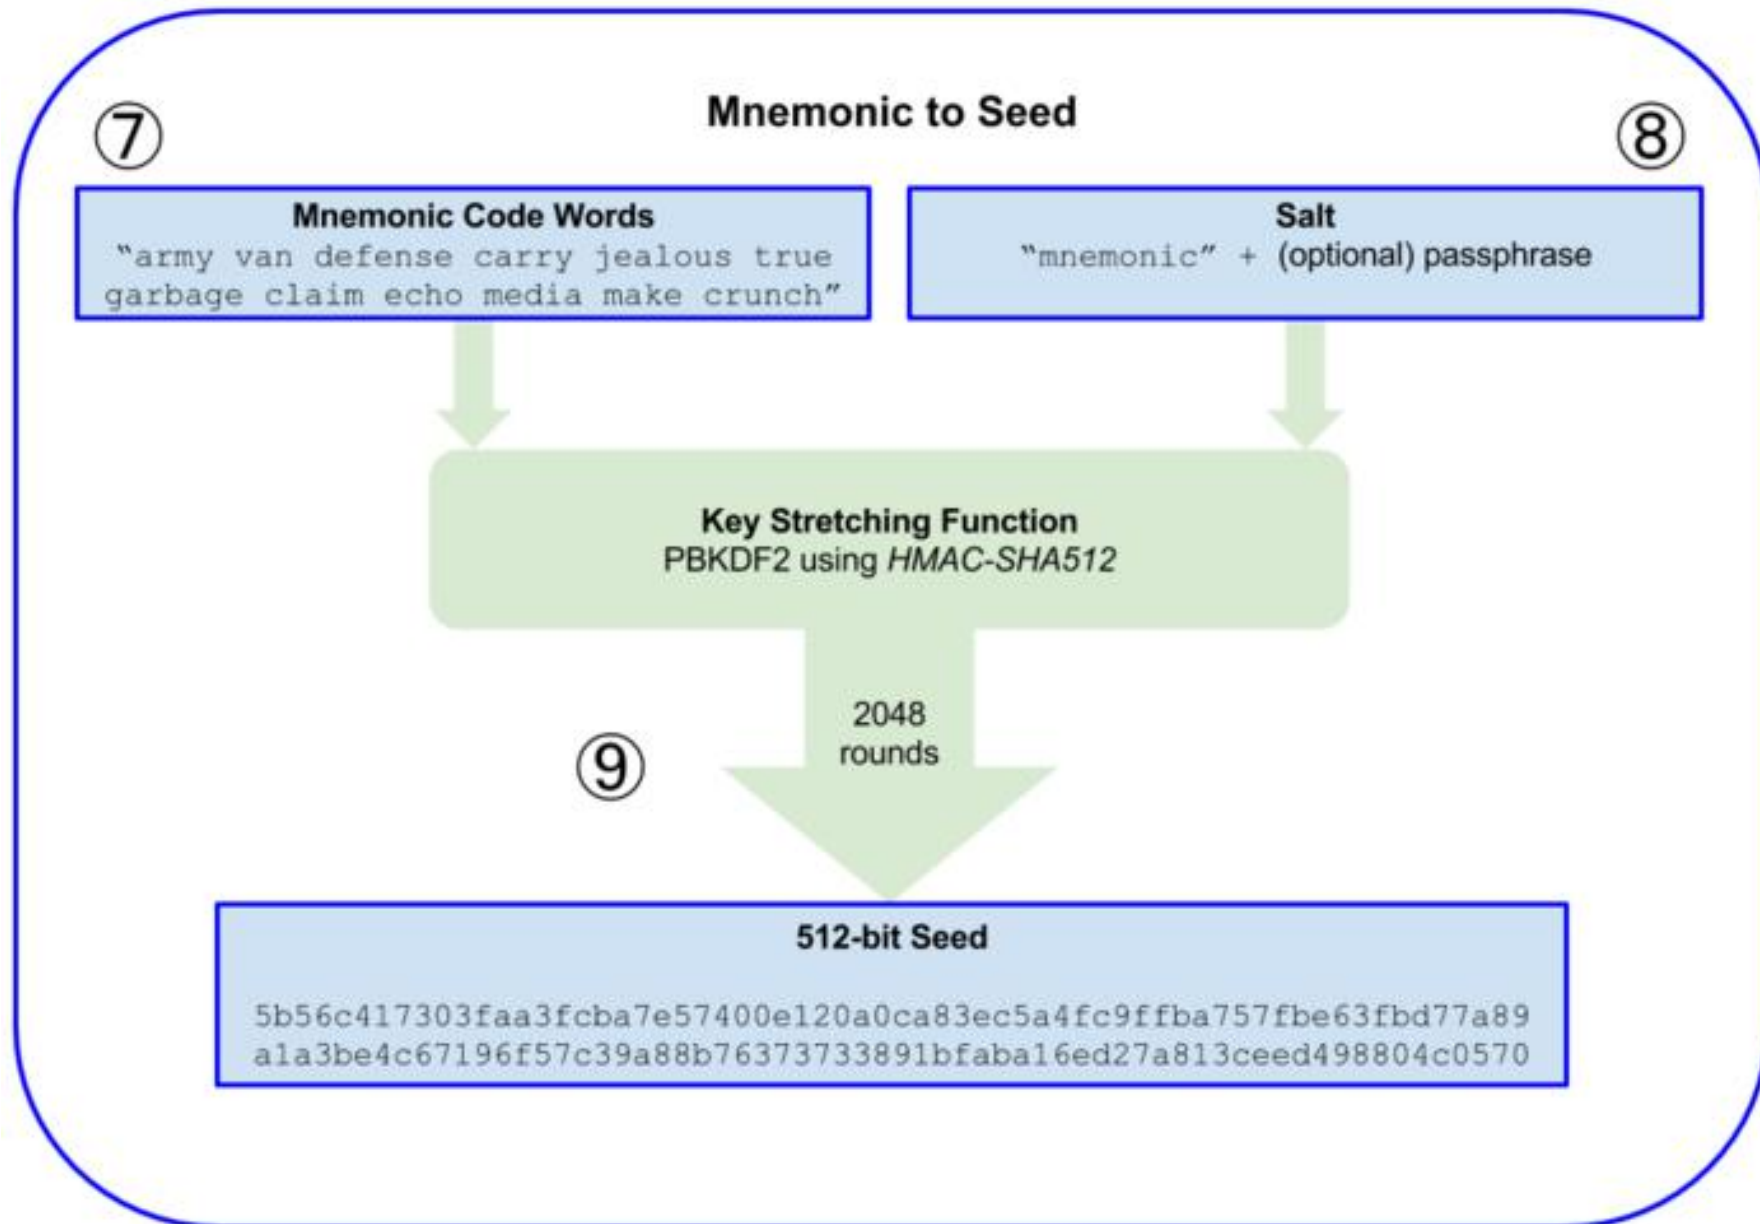 Mnemonic to Seed
⑦
⑧
Mnemonic Code Words
“army van defense carry jealous true
garbage claim echo media make crunch”
Salt
“mnemonic” + (optional) passphrase
Key Stretching Function
PBKDF2 using HMAC-SHA512
2048
rounds
⑨
512-bit Seed
5b56c417303faa3fcba7e57400e120a0ca83ec5a4fc9ffba757fbe63fbd77a89
a1a3be4c67196f57c39a88b76373733891bfaba16ed27a813ceed498804c0570